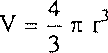 V = 4/3 π r³